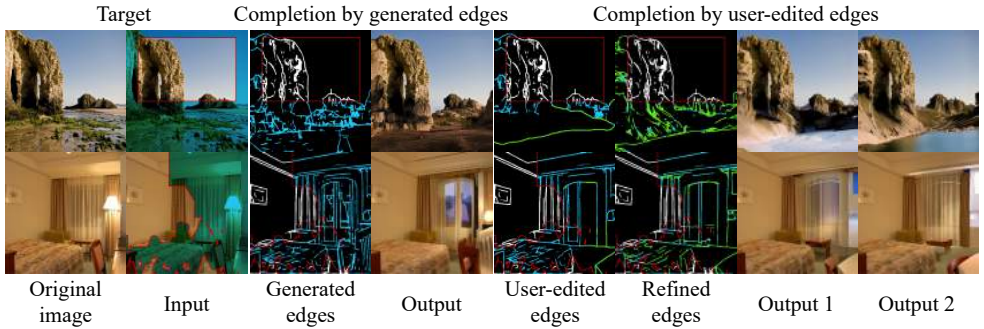 Target
Completion by generated edges
Completion by user-edited edges
Original image
Input
Generated edges
Output
User-edited edges
Refined edges
Output 1
Output 2